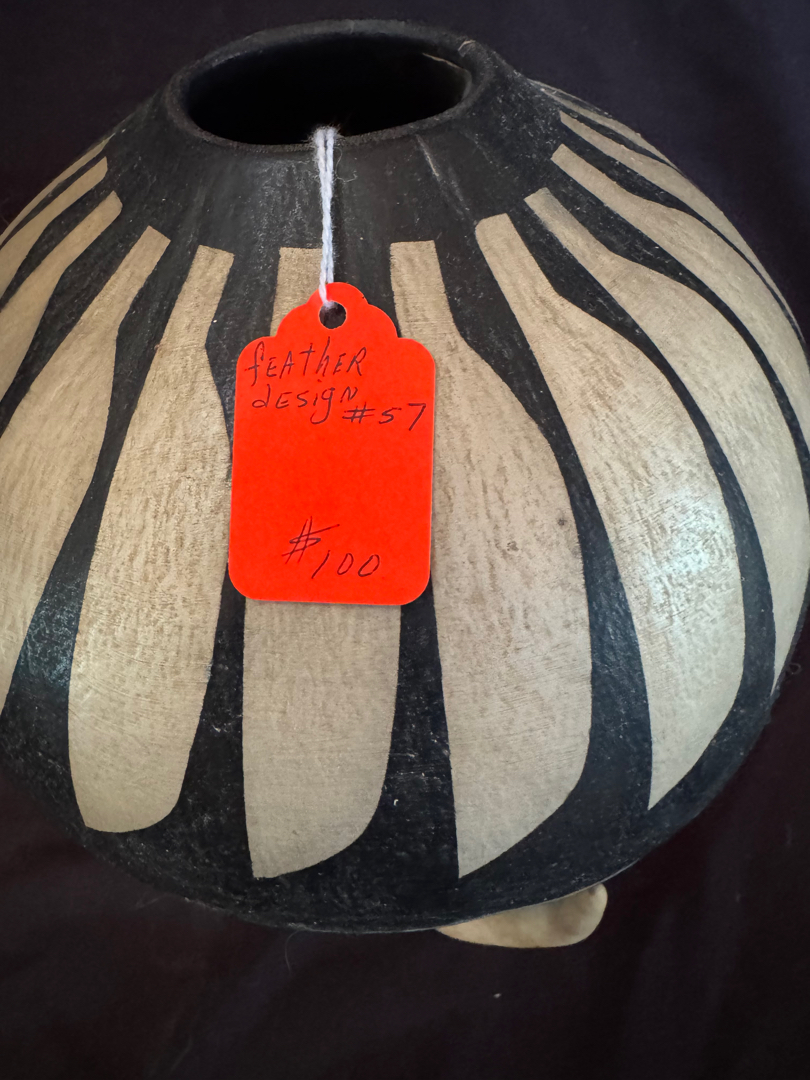 fEAthER
dESigN #57
$100